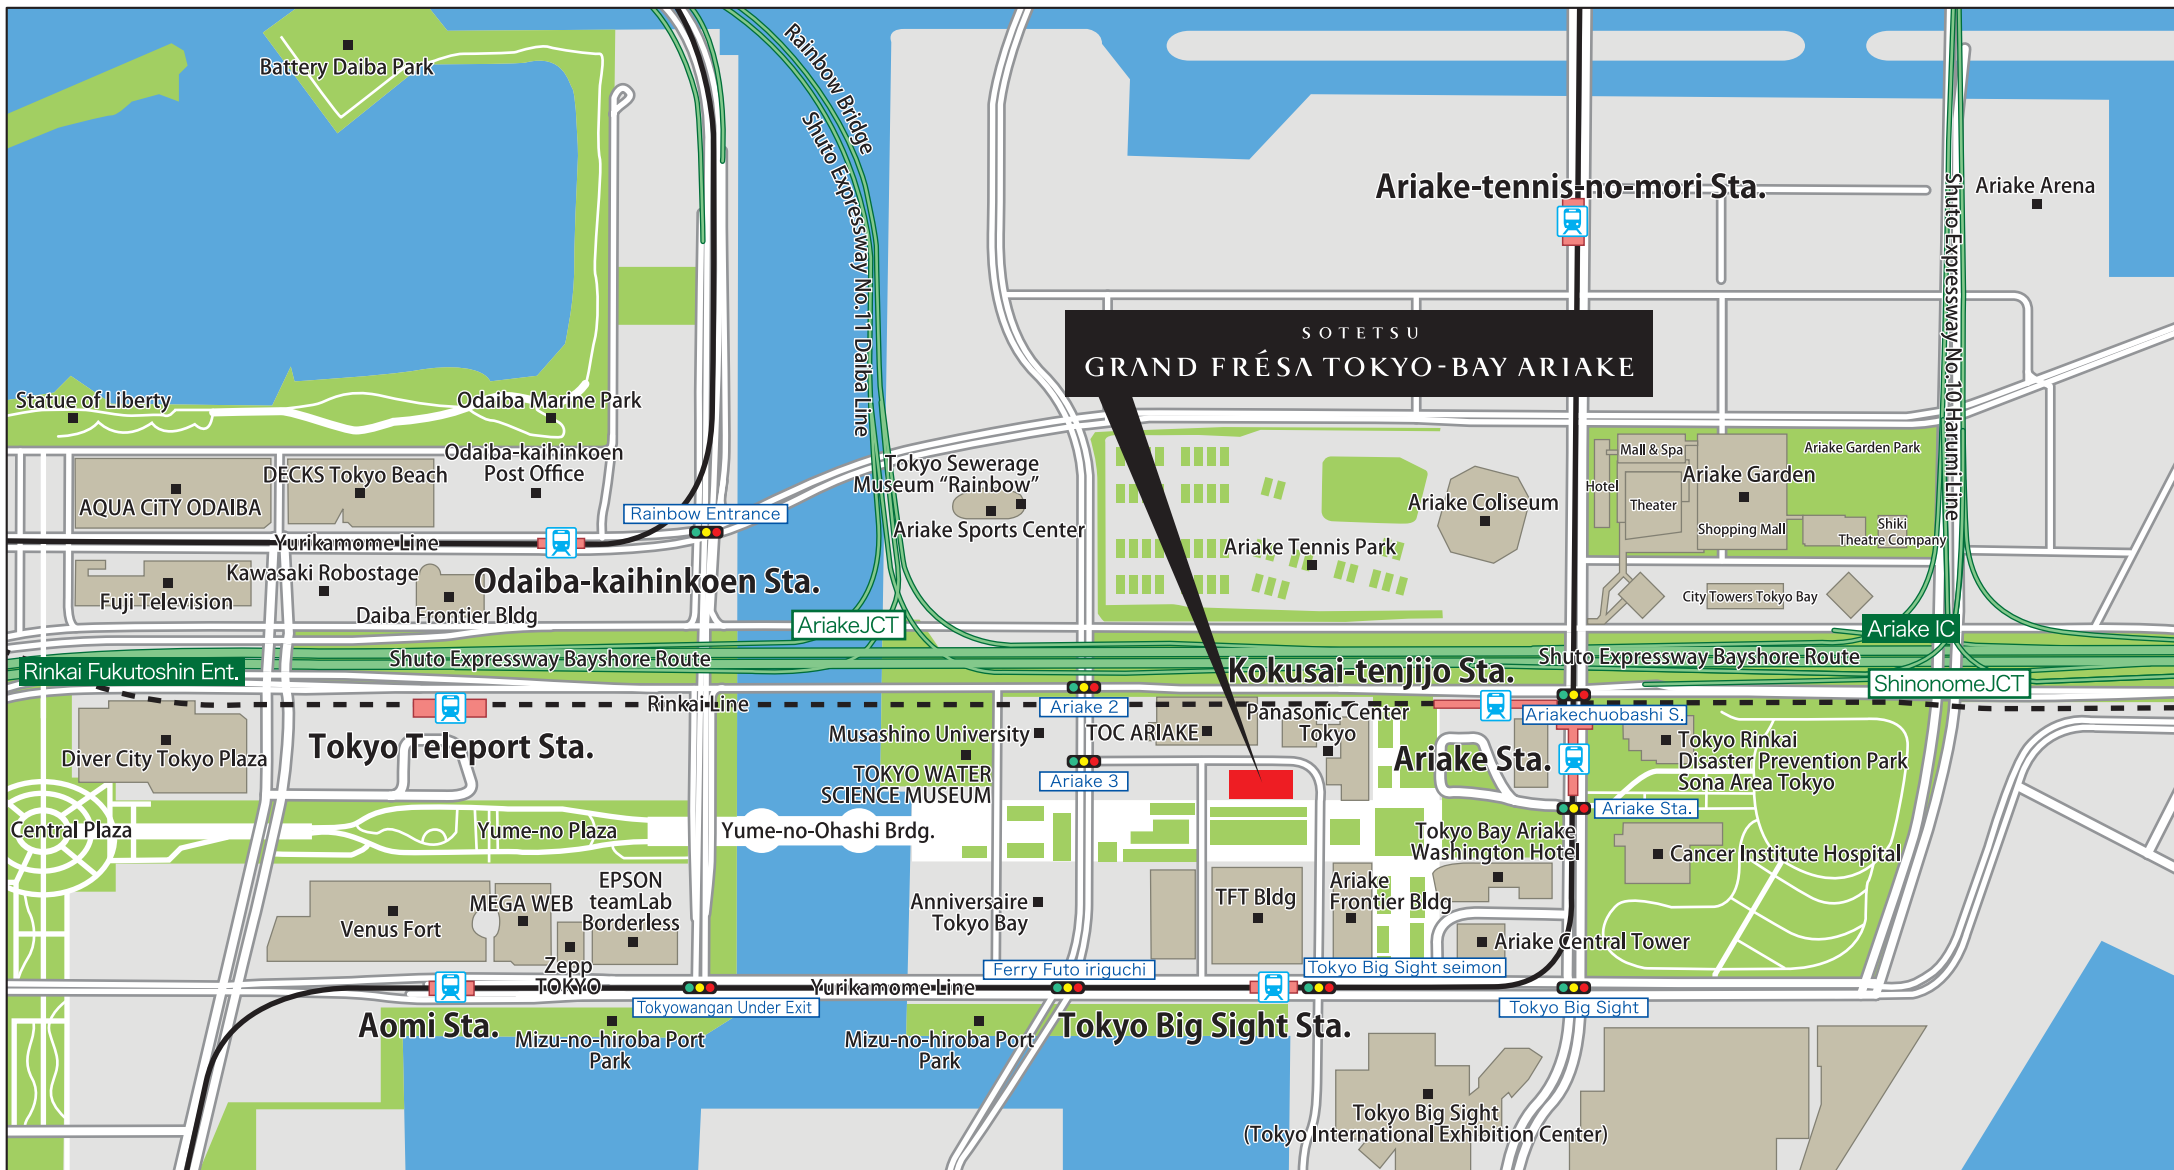 Battery Daiba Park
Rainbow Bridge
Shuto Expressway No.11 Daiba Line
Ariake-tennis-no-mori Sta.
Ariake Arena
Shuto Expressway No.10 Harumi Line
SOTETSU
GRAND FRÉSA TOKYO-BAY ARIAKE
Statue of Liberty
Odaiba Marine Park
Odaiba-kaihinkoen
Post Office
DECKS Tokyo Beach
AQUA CiTY ODAIBA
Rainbow Entrance
Yurikamome Line
Tokyo Sewerage
Museum “Rainbow”
Ariake Sports Center
Ariake Coliseum
Ariake Tennis Park
Mall & Spa
Ariake Garden Park
Ariake Garden
Hotel
Theater
Shopping Mall
Shiki
Theatre Company
City Towers Tokyo Bay
Kawasaki Robostage
Odaiba-kaihinkoen Sta.
Fuji Television
Daiba Frontier Bldg
AriakeJCT
Ariake IC
Rinkai Fukutoshin Ent.
Shuto Expressway Bayshore Route
Kokusai-tenjijo Sta.
Shuto Expressway Bayshore Route
ShinonomeJCT
Rinkai Line
Ariake 2
Ariakechuobashi S.
Tokyo Teleport Sta.
Diver City Tokyo Plaza
Musashino University
TOC ARIAKE
Panasonic Center
Tokyo
Ariake Sta.
Tokyo Rinkai
Disaster Prevention Park
Sona Area Tokyo
TOKYO WATER
SCIENCE MUSEUM
Ariake 3
Ariake Sta.
Central Plaza
Yume-no Plaza
Yume-no-Ohashi Brdg.
Tokyo Bay Ariake
Washington Hotel
Cancer Institute Hospital
Venus Fort
MEGA WEB
EPSON
teamLab
Borderless
Anniversaire
Tokyo Bay
TFT Bldg
Ariake
Frontier Bldg
Ariake Central Tower
Zepp
TOKYO
Ferry Futo iriguchi
Tokyo Big Sight seimon
Yurikamome Line
Tokyowangan Under Exit
Tokyo Big Sight
Aomi Sta.
Mizu-no-hiroba Port
Park
Mizu-no-hiroba Port
Park
Tokyo Big Sight Sta.
Tokyo Big Sight
(Tokyo International Exhibition Center)